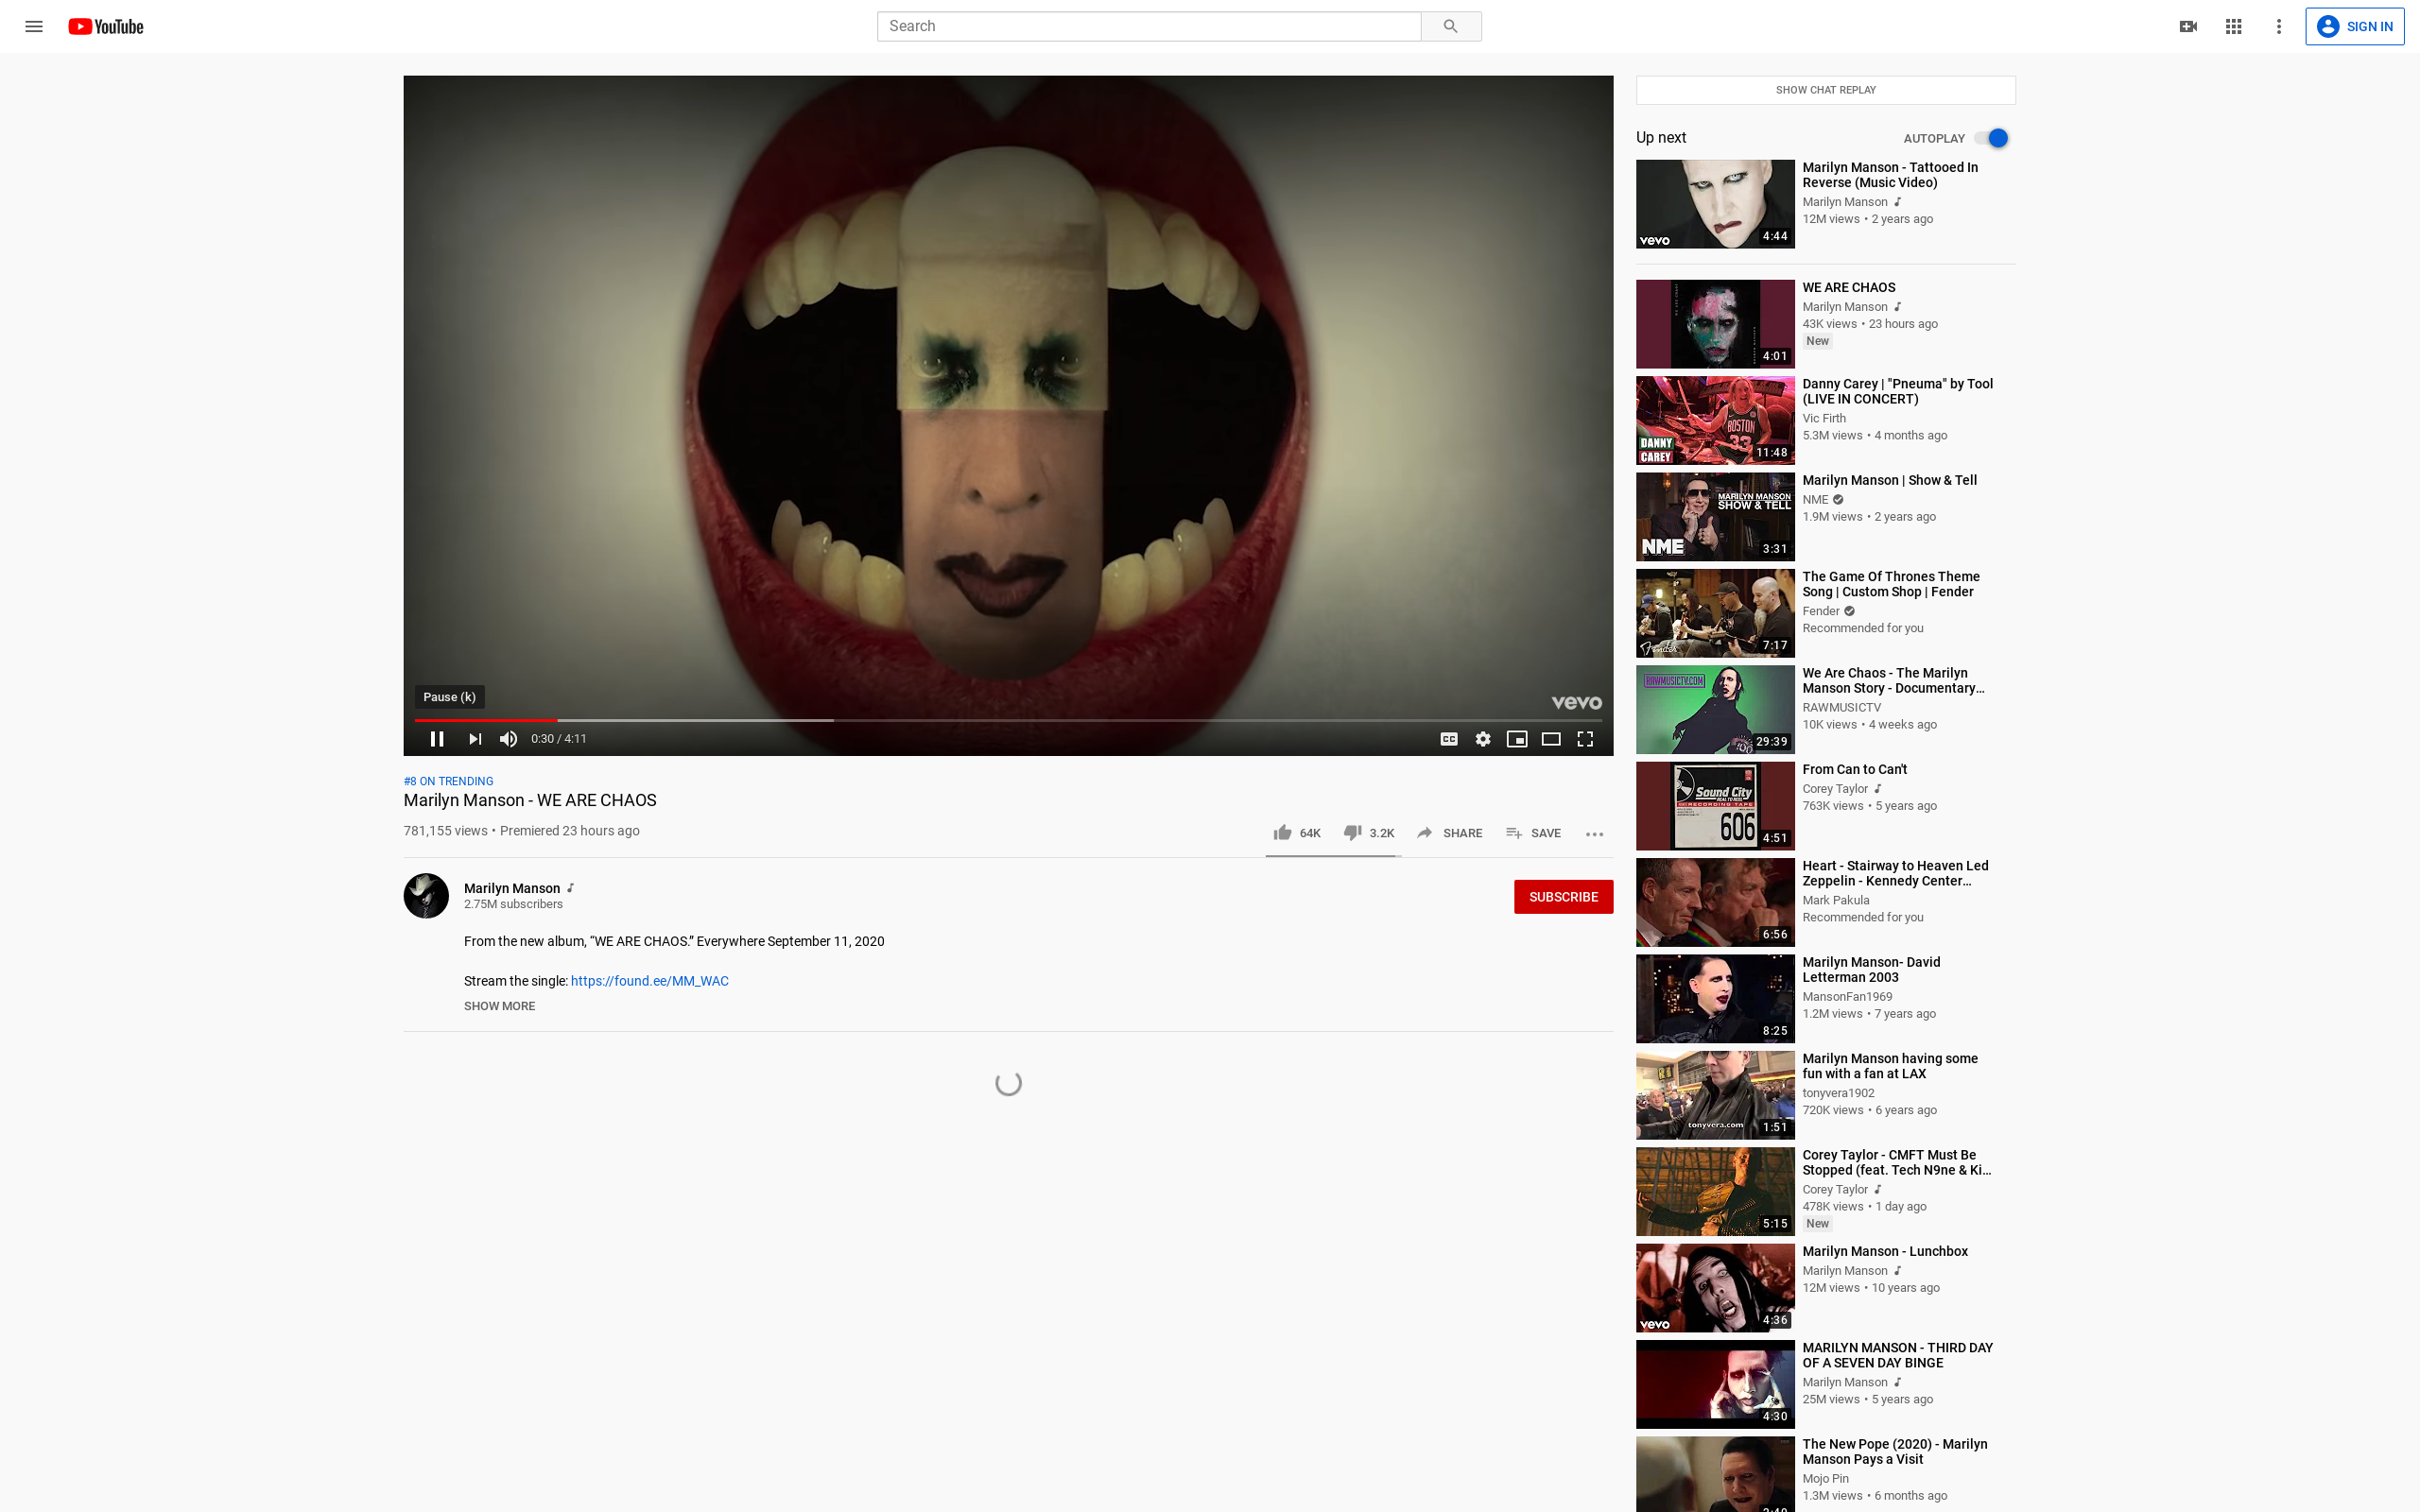 YouTube
Search
SIGN IN
Pause (k)
vevo
0:30 / 4:11
CC
#8 ON TRENDING
Marilyn Manson - WE ARE CHAOS
781,155 views • Premiered 23 hours ago
64K
3.2K
SHARE
SAVE
Marilyn Manson
2.75M subscribers
SUBSCRIBE
From the new album, “WE ARE CHAOS.” Everywhere September 11, 2020
Stream the single: https://found.ee/MM_WAC
SHOW MORE
SHOW CHAT REPLAY
Up next
AUTOPLAY
vevo
4:44
Marilyn Manson - Tattooed In
Reverse (Music Video)
Marilyn Manson
12M views • 2 years ago
4:01
WE ARE CHAOS
Marilyn Manson
43K views • 23 hours ago
New
BOSTON
33
DANNY
CAREY
11:48
Danny Carey | "Pneuma" by Tool
(LIVE IN CONCERT)
Vic Firth
5.3M views • 4 months ago
MARILYN MANSON
SHOW & TELL
NME
3:31
Marilyn Manson | Show & Tell
NME
1.9M views • 2 years ago
Fender
7:17
The Game Of Thrones Theme
Song | Custom Shop | Fender
Fender
Recommended for you
RAWMUSICTV.COM
29:39
We Are Chaos - The Marilyn
Manson Story - Documentary...
RAWMUSICTV
10K views • 4 weeks ago
Sound City
REAL TO REEL
RECORDING TAPE
606
4:51
From Can to Can't
Corey Taylor
763K views • 5 years ago
6:56
Heart - Stairway to Heaven Led
Zeppelin - Kennedy Center...
Mark Pakula
Recommended for you
8:25
Marilyn Manson- David
Letterman 2003
MansonFan1969
1.2M views • 7 years ago
tonyvera.com
1:51
Marilyn Manson having some
fun with a fan at LAX
tonyvera1902
720K views • 6 years ago
5:15
Corey Taylor - CMFT Must Be
Stopped (feat. Tech N9ne & Ki...
Corey Taylor
478K views • 1 day ago
New
vevo
4:36
Marilyn Manson - Lunchbox
Marilyn Manson
12M views • 10 years ago
4:30
MARILYN MANSON - THIRD DAY
OF A SEVEN DAY BINGE
Marilyn Manson
25M views • 5 years ago
The New Pope (2020) - Marilyn
Manson Pays a Visit
Mojo Pin
1.3M views • 6 months ago